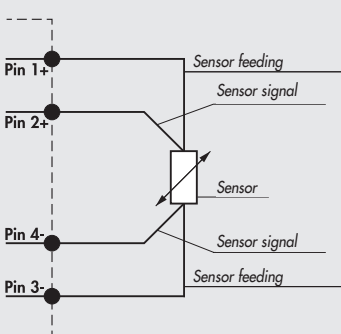 Sensor feeding
Pin 1+
Sensor signal
Pin 2+
Sensor
Pin 4-
Sensor signal
Sensor feeding
Pin 3-